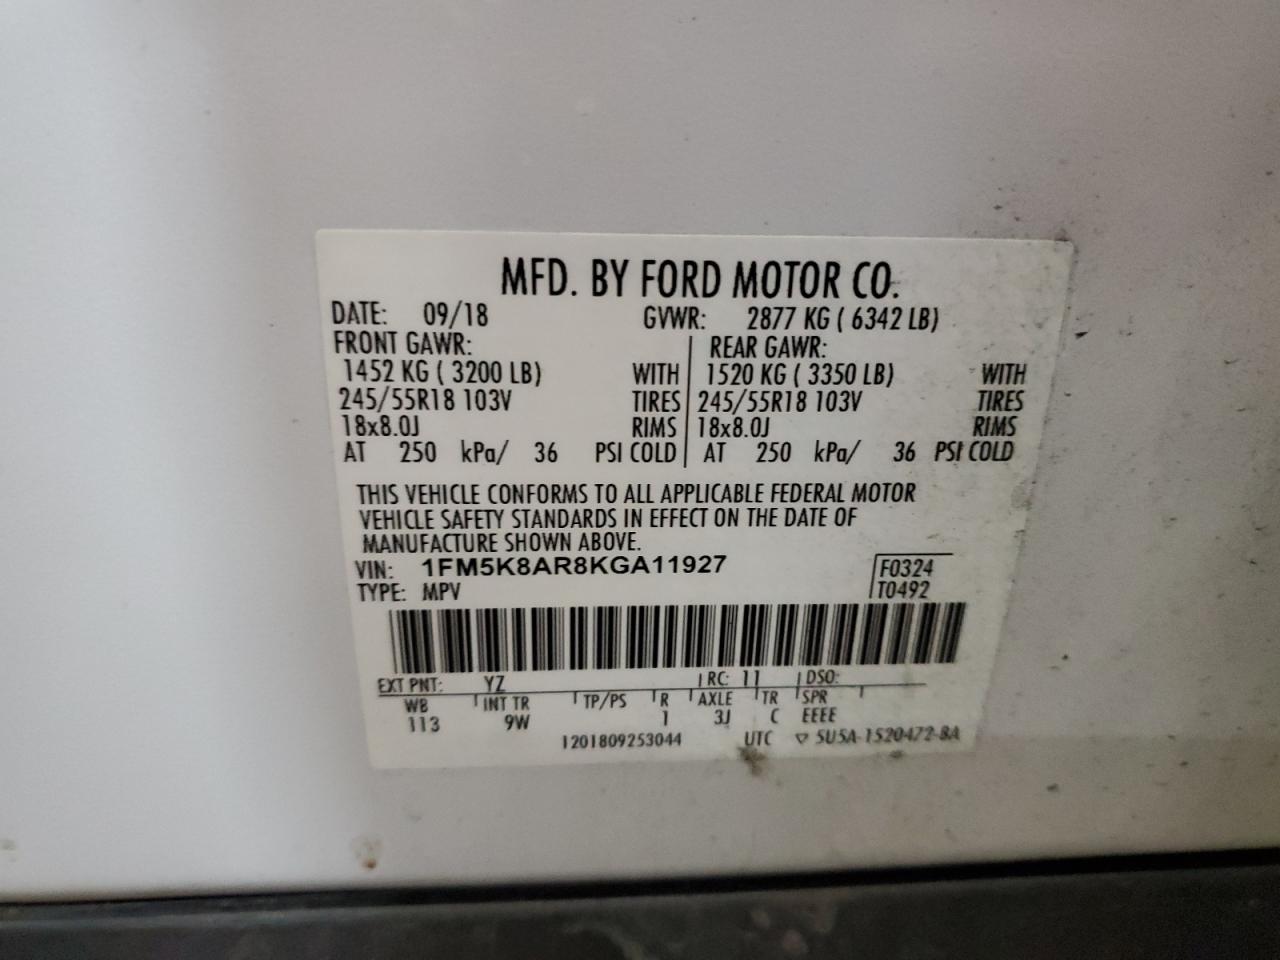 MFD. BY FORD MOTOR CO.
DATE: 09/18 GVWR: 2877 KG ( 6342 LB)
FRONT GAWR: REAR GAWR:
1452 KG ( 3200 LB) WITH 1520 KG ( 3350 LB) WITH
245/55R18 103V TIRES 245/55R18 103V TIRES
18x8.0J RIMS 18x8.0J RIMS
AT 250 kPa/ 36 PSI COLD AT 250 kPa/ 36 PSI COLD
THIS VEHICLE CONFORMS TO ALL APPLICABLE FEDERAL MOTOR
VEHICLE SAFETY STANDARDS IN EFFECT ON THE DATE OF
MANUFACTURE SHOWN ABOVE.
VIN: 1FM5K8AR8KGA11927 F0324
TYPE: MPV T0492
EXT PNT: YZ RC: 11 DSO:
WB INT TR TP/PS R AXLE TR SPR
113 9W 1 3J C EEEE
1201809253044 UTC ▽ 5U5A-1520472-BA